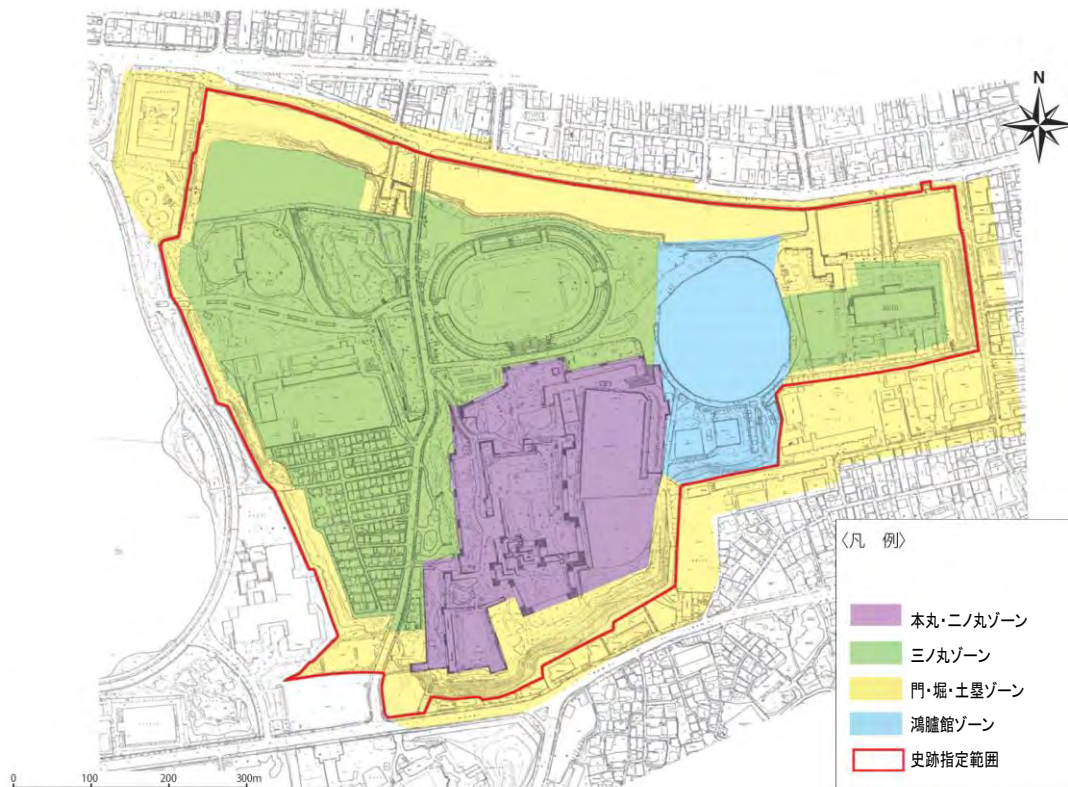 N
〈凡 例〉
本丸・二ノ丸ゾーン
三ノ丸ゾーン
門・堀・土塁ゾーン
鴻臚館ゾーン
史跡指定範囲
0 100 200 300m